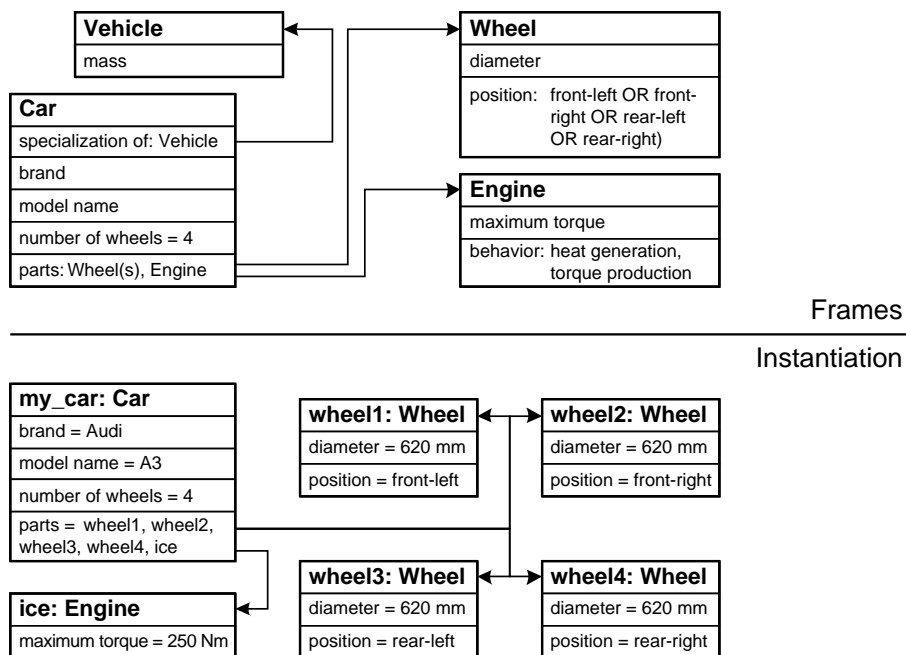 Vehicle
mass
Car
specialization of: Vehicle
brand
model name
number of wheels = 4
parts: Wheel(s), Engine
Wheel
diameter
position: front-left OR front-
right OR rear-left
OR rear-right)
Engine
maximum torque
behavior: heat generation,
torque production
Frames
Instantiation
my_car: Car
brand = Audi
model name = A3
number of wheels = 4
parts = wheel1, wheel2,
wheel3, wheel4, ice
ice: Engine
maximum torque = 250 Nm
wheel1: Wheel
diameter = 620 mm
position = front-left
wheel2: Wheel
diameter = 620 mm
position = front-right
wheel3: Wheel
diameter = 620 mm
position = rear-left
wheel4: Wheel
diameter = 620 mm
position = rear-right